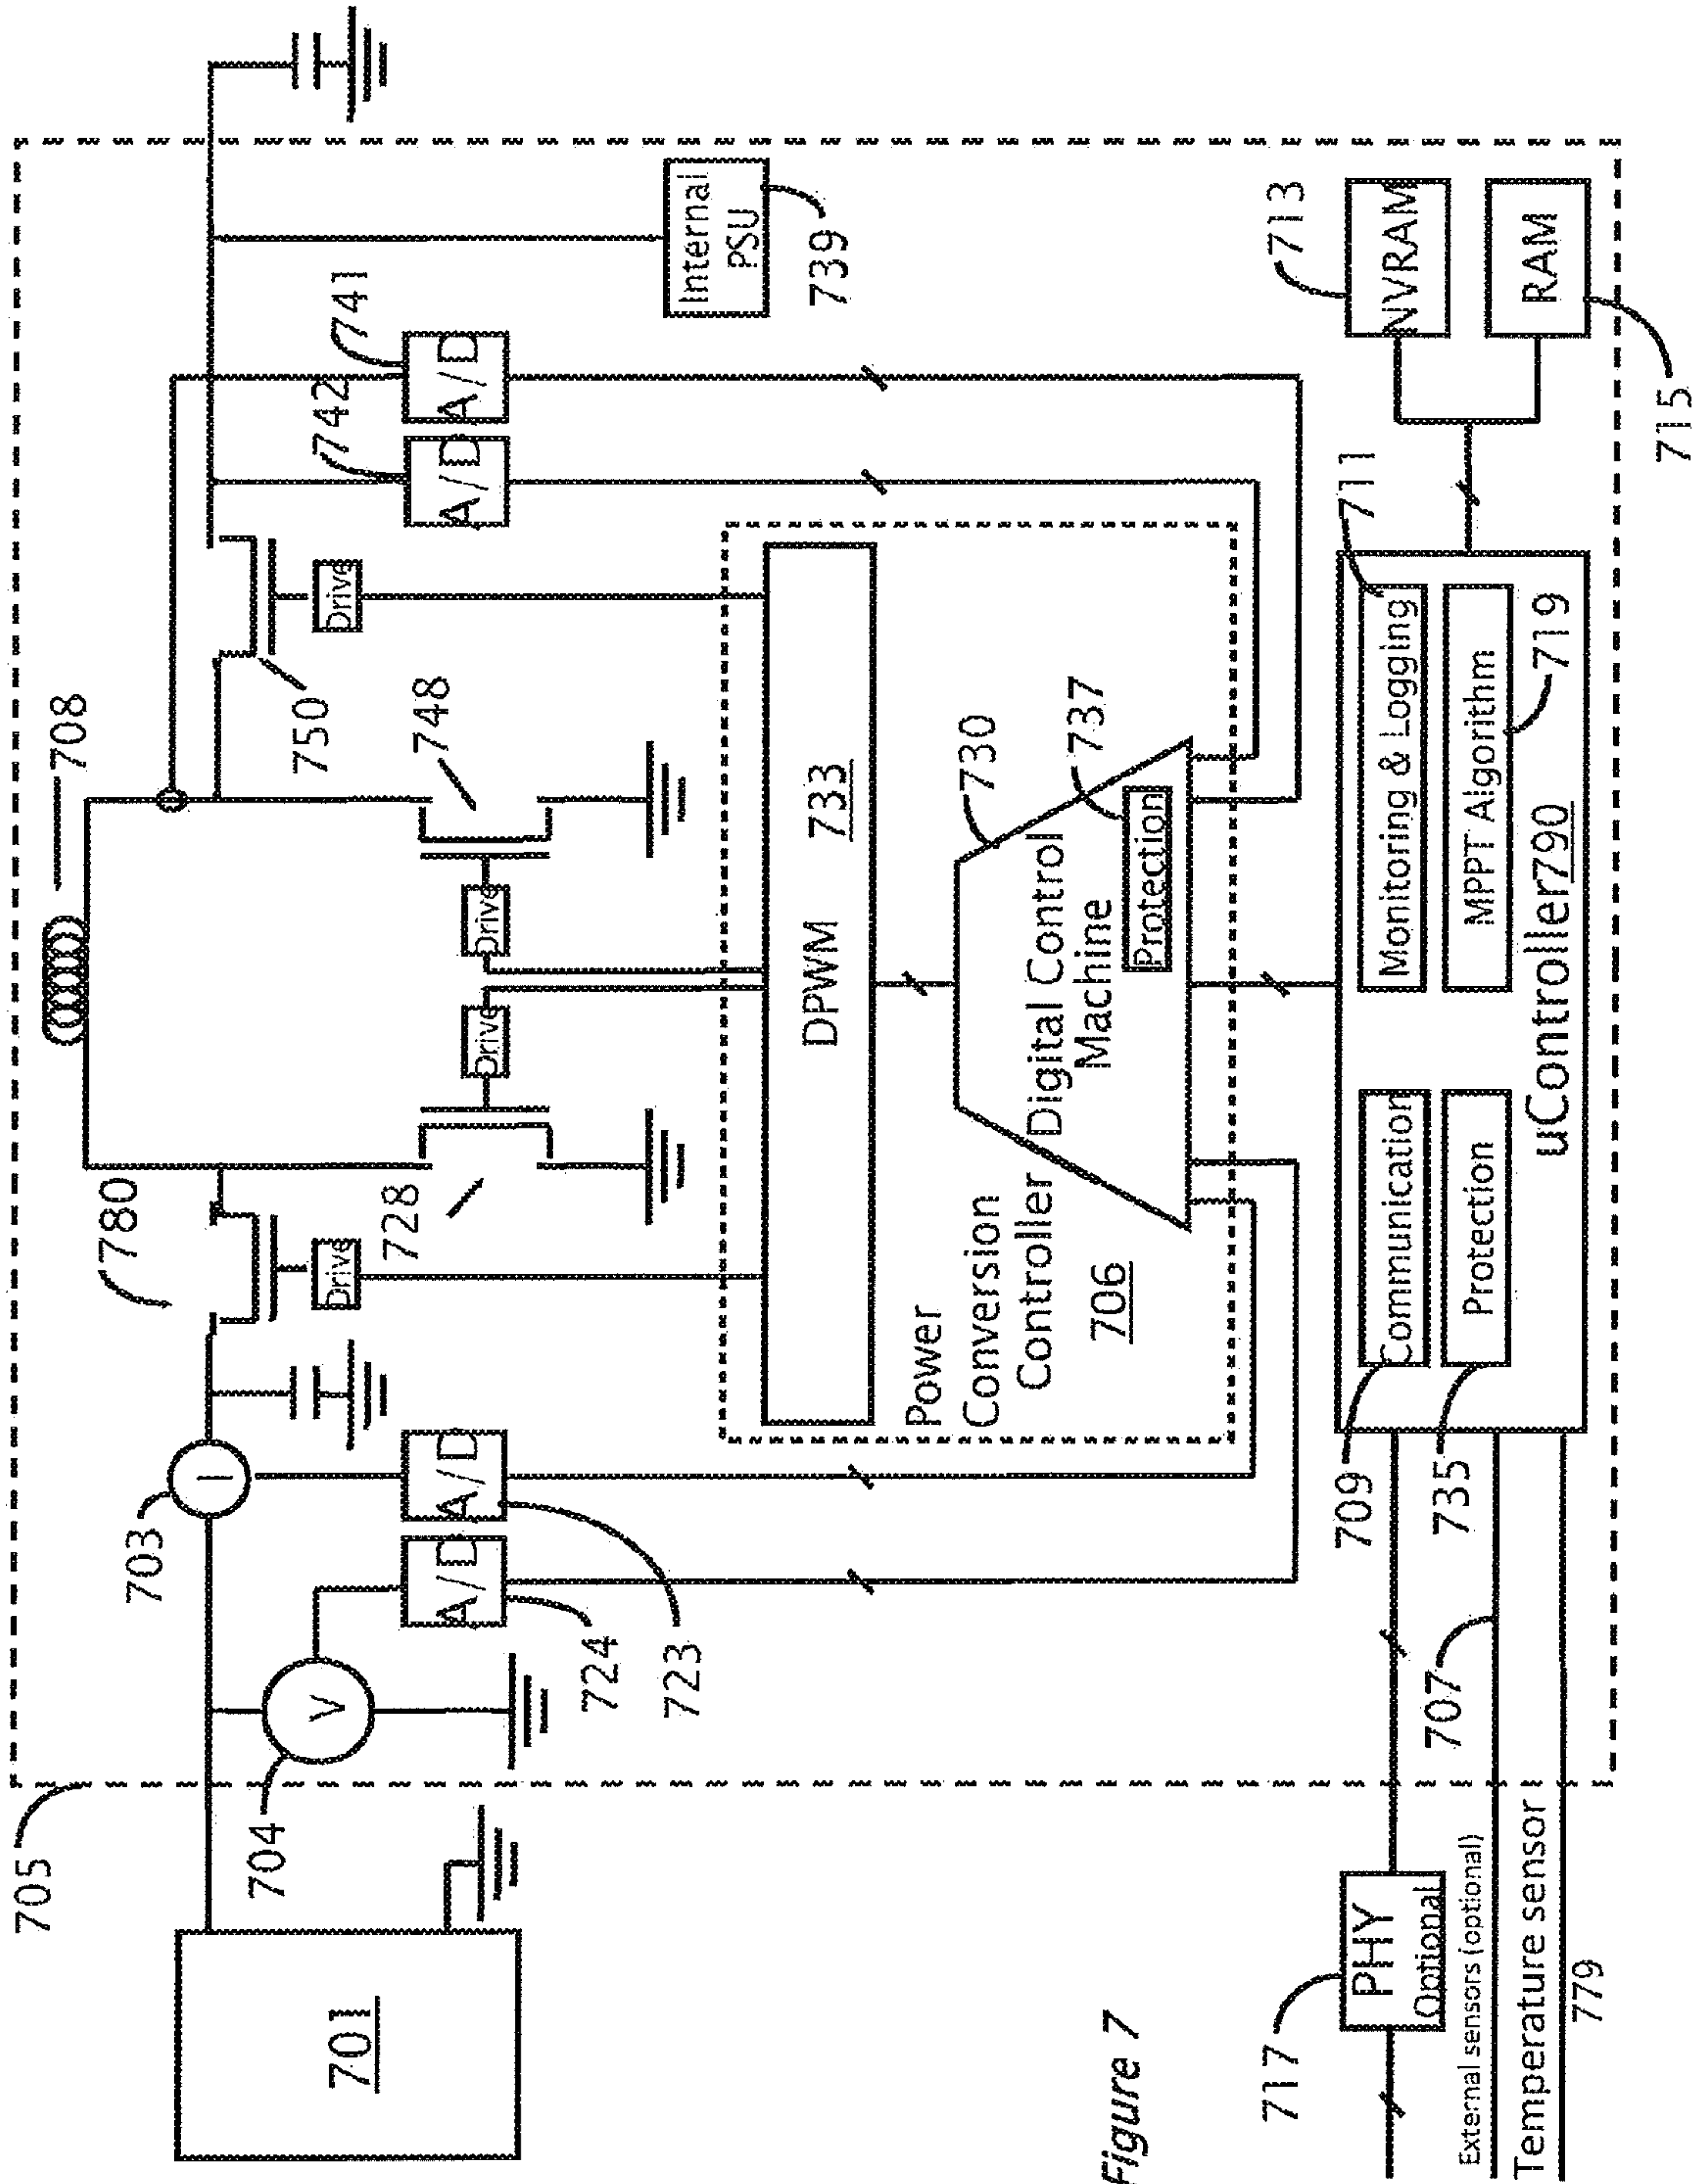 705
701
704
703
724
723
V
I
A/D
A/D
780
Drive
728
708
Drive
Drive
748
750
Drive
742
741
A/D
A/D
Internal
PSU
739
DPWM
733
Power
Conversion
Controller
706
Digital Control
Machine
730
737
Protection
717
PHY
Optional
External sensors (optional)
Temperature sensor
779
707
709
735
Communication
Protection
uController790
Monitoring & Logging
MPPT Algorithm
711
719
713
NVRAM
RAM
715
Figure 7